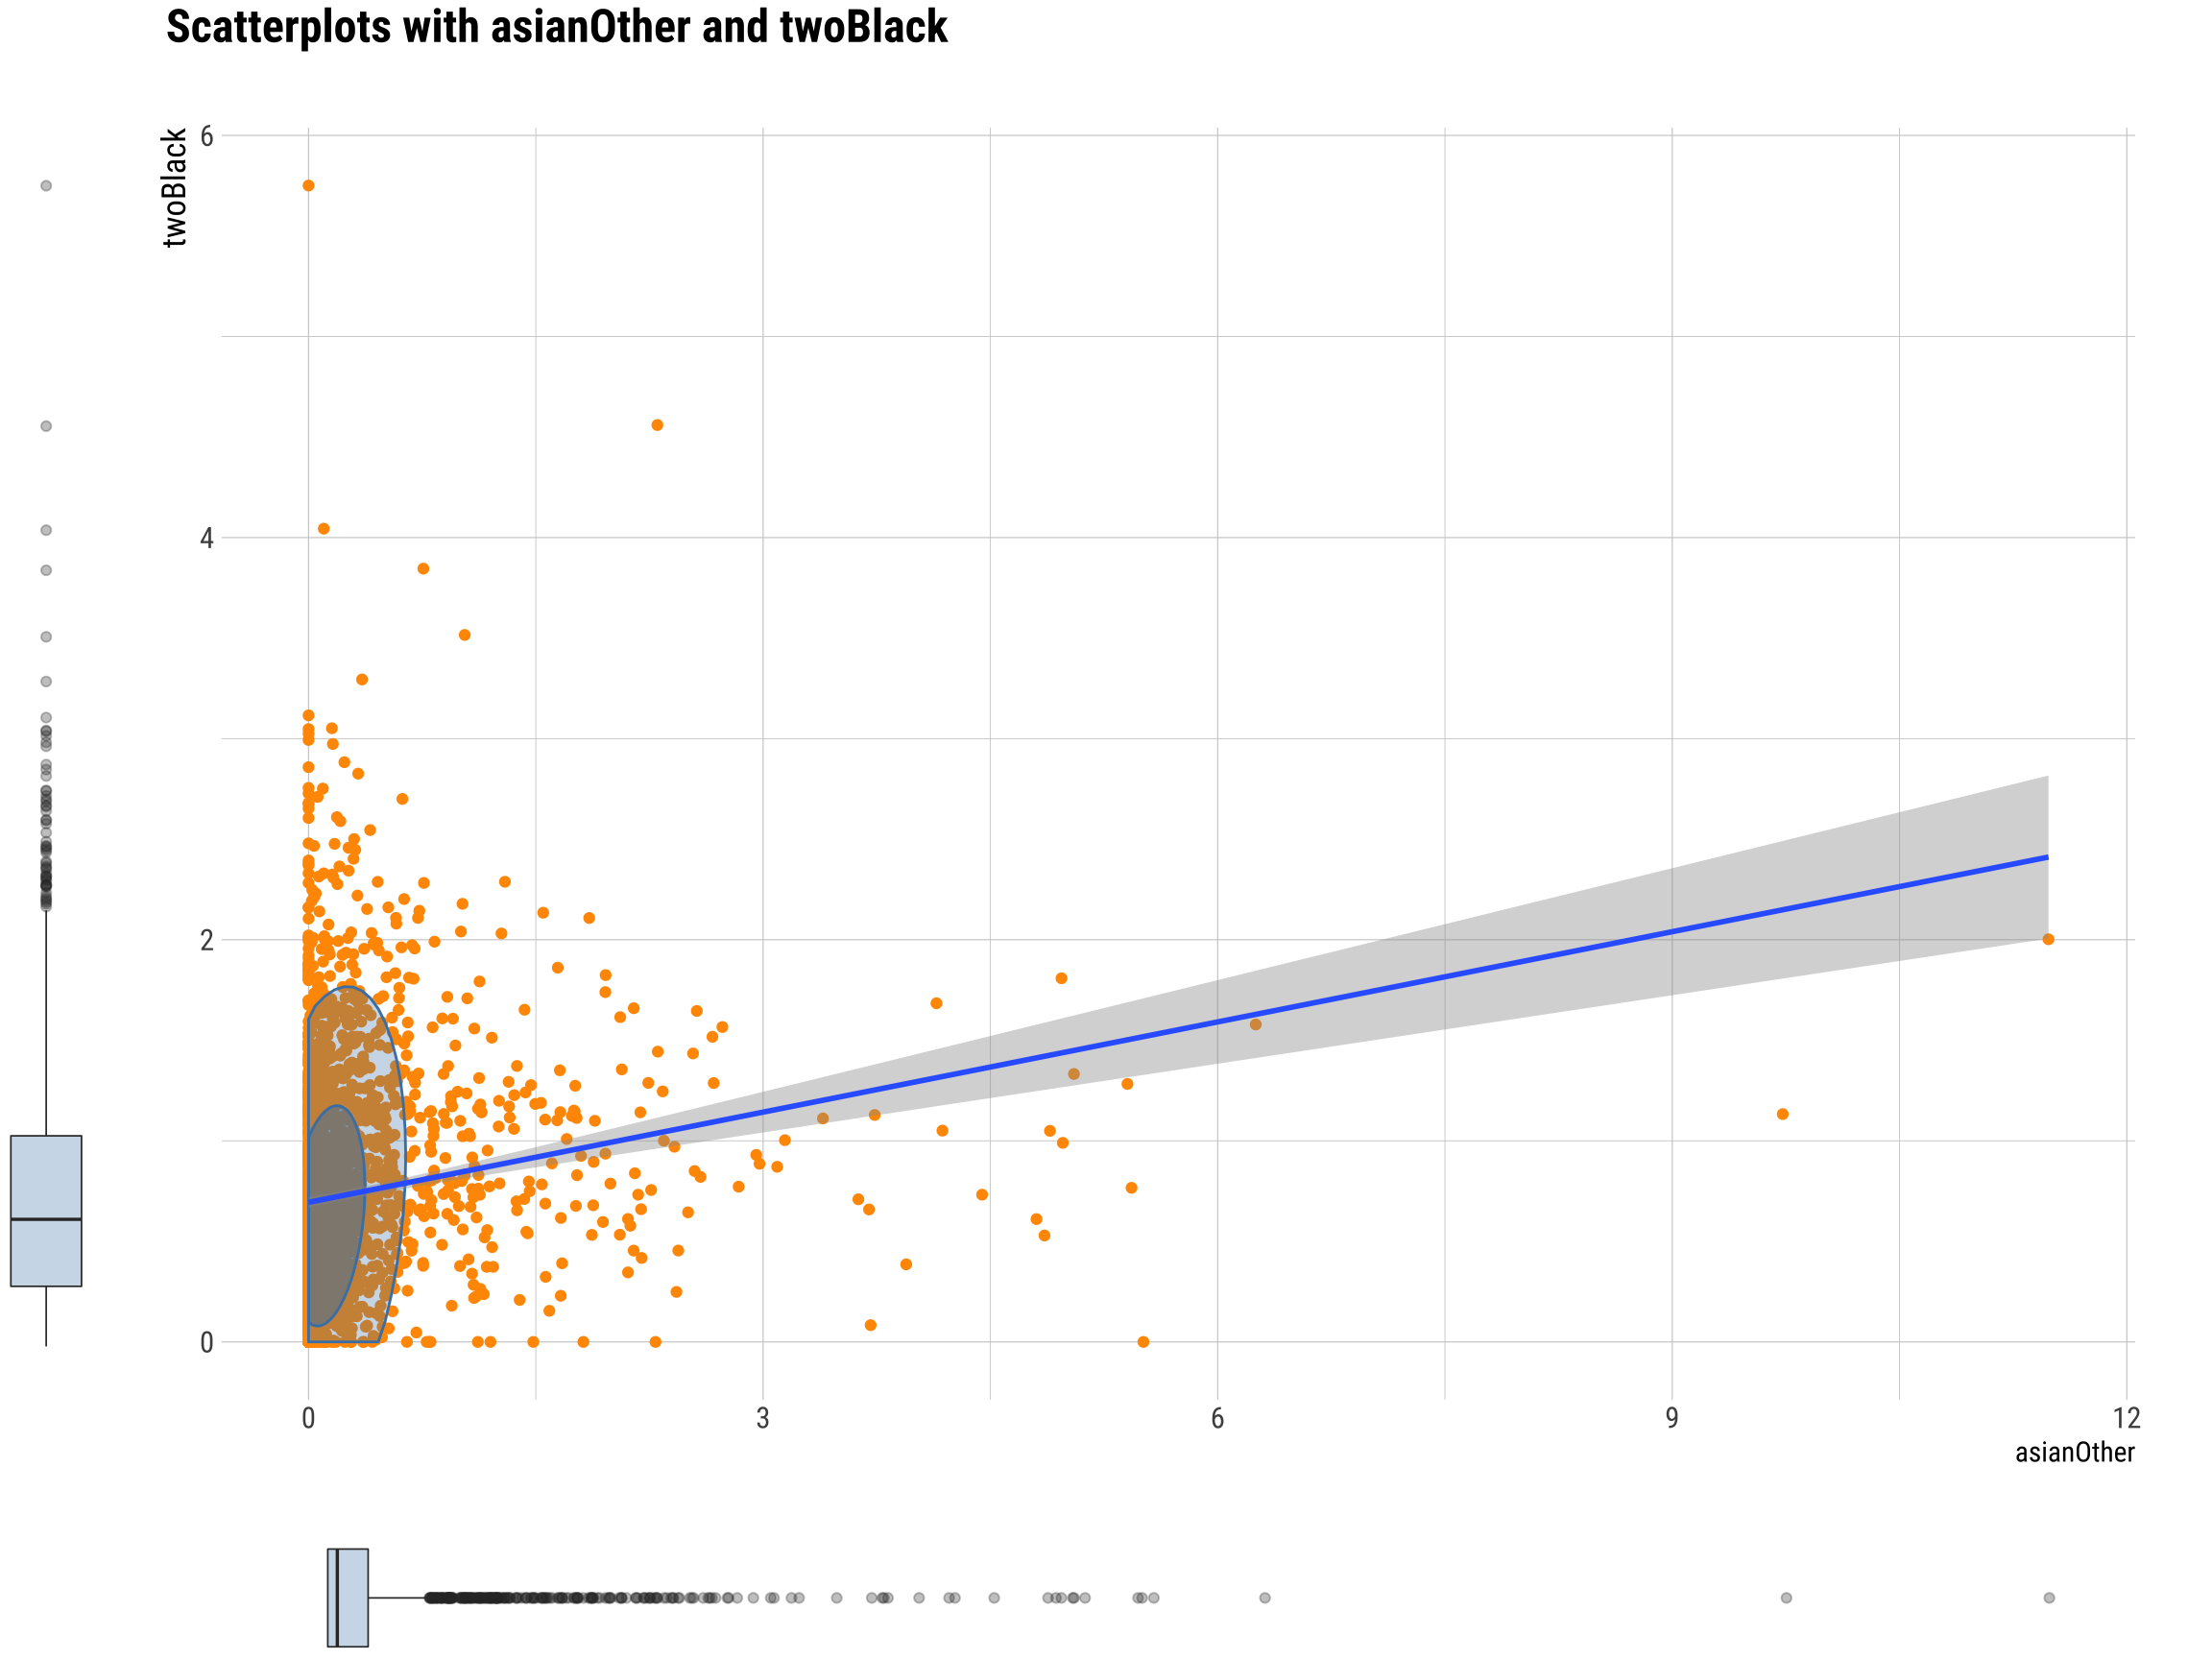 Scatterplots with asianOther and twoBlack
twoBlack
6
4
2
0
0 3 6 9 12
asianOther